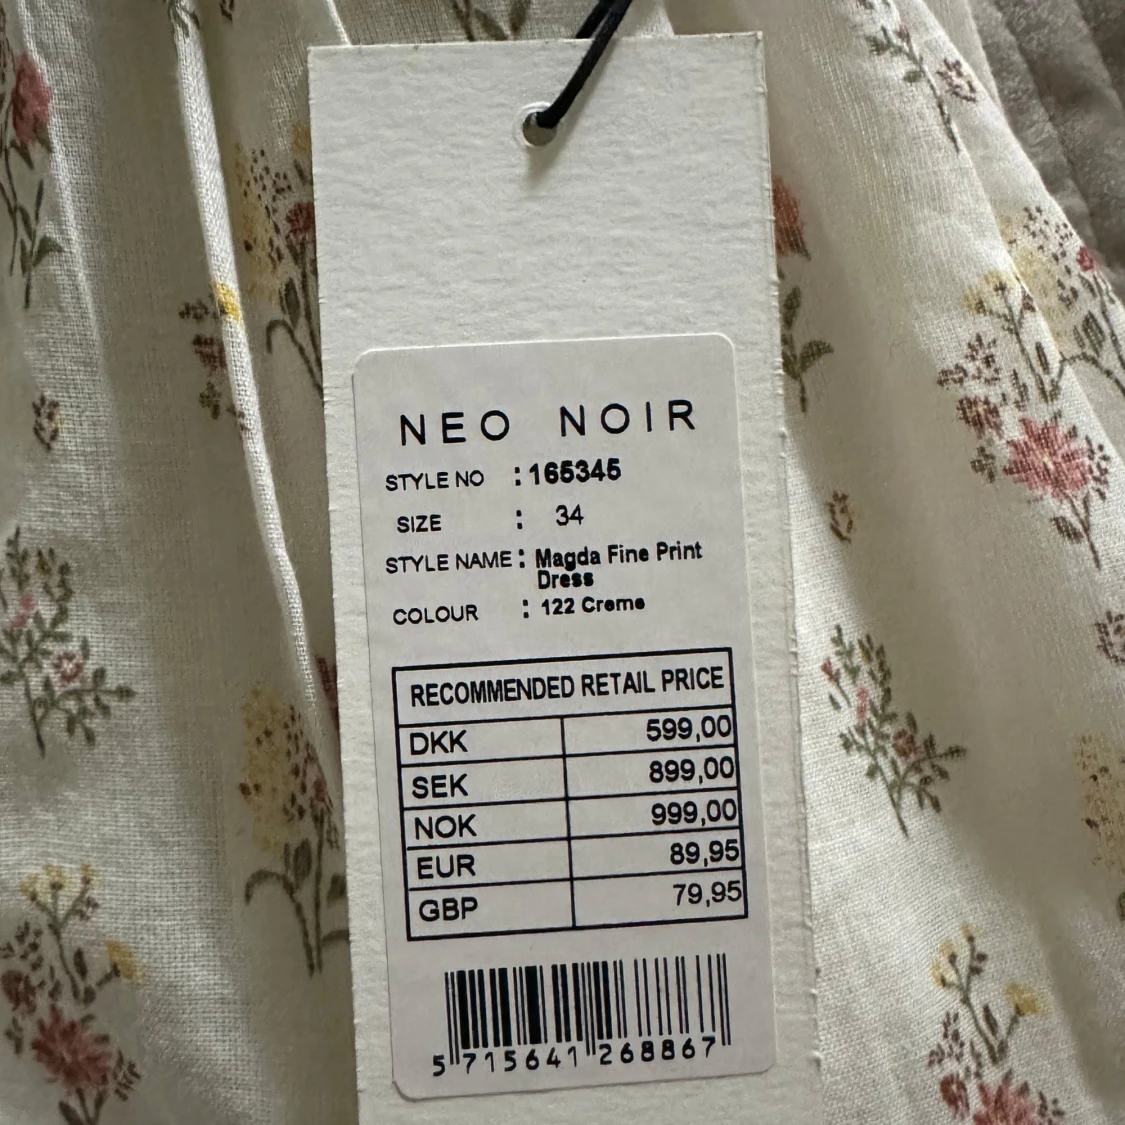 NEO NOIR
STYLE NO : 165345
SIZE : 34
STYLE NAME : Magda Fine Print
Dress
COLOUR : 122 Creme
RECOMMENDED RETAIL PRICE
DKK 599,00
SEK 899,00
NOK 999,00
EUR 89,95
GBP 79,95
5 715641 268867